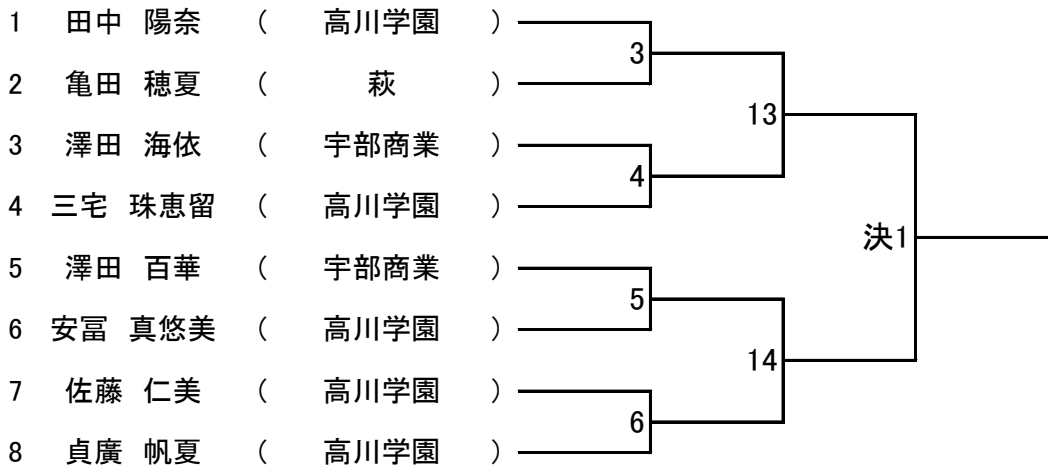 1 田中 陽奈 ( 高川学園 )
3
2 亀田 穂夏 ( 萩 )
13
3 澤田 海依 ( 宇部商業 )
4
4 三宅 珠恵留 ( 高川学園 )
決1
5 澤田 百華 ( 宇部商業 )
5
6 安冨 真悠美 ( 高川学園 )
14
7 佐藤 仁美 ( 高川学園 )
6
8 貞廣 帆夏 ( 高川学園 )